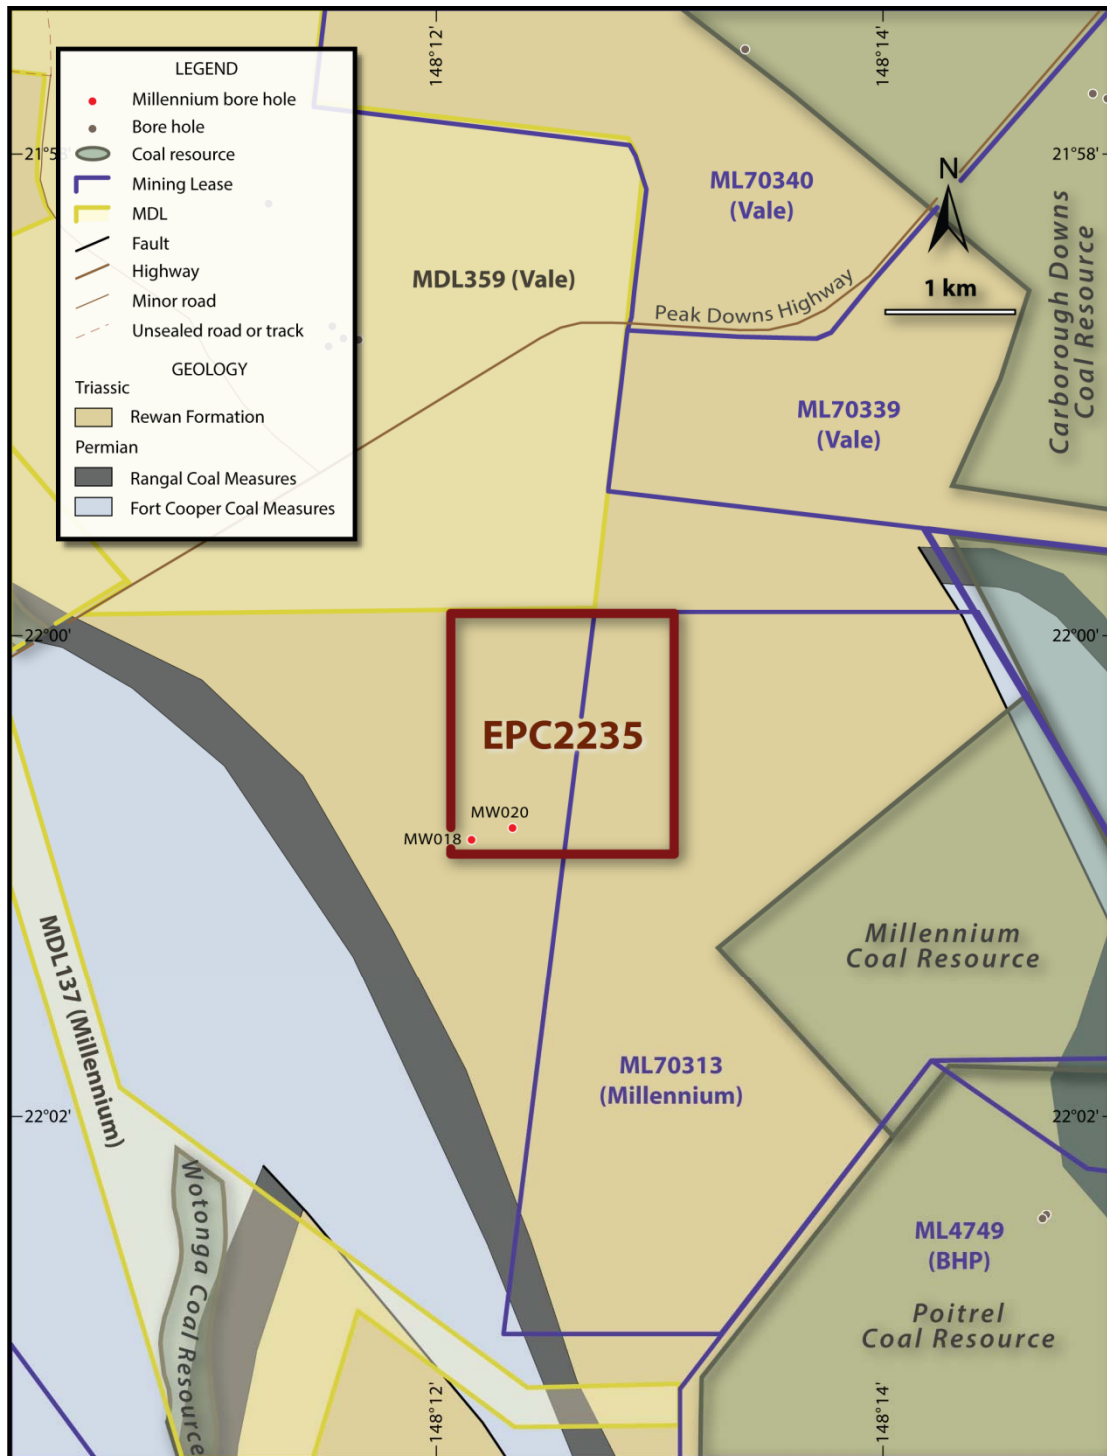 148°12'
148°14'
LEGEND
Millennium bore hole
Bore hole
Coal resource
Mining Lease
MDL
Fault
Highway
Minor road
Unsealed road or track
GEOLOGY
Triassic
Rewan Formation
Permian
Rangal Coal Measures
Fort Cooper Coal Measures
21°58'
21°58'
N
1 km
ML70340
(Vale)
MDL359 (Vale)
Peak Downs Highway
Carborough Downs
Coal Resource
ML70339
(Vale)
22°00'
22°00'
EPC2235
MW020
MW018
MDL137 (Millennium)
Millennium
Coal Resource
ML70313
(Millennium)
22°02'
22°02'
Wotonga Coal Resource
ML4749
(BHP)
Poitrel
Coal Resource
148°12'
148°14'